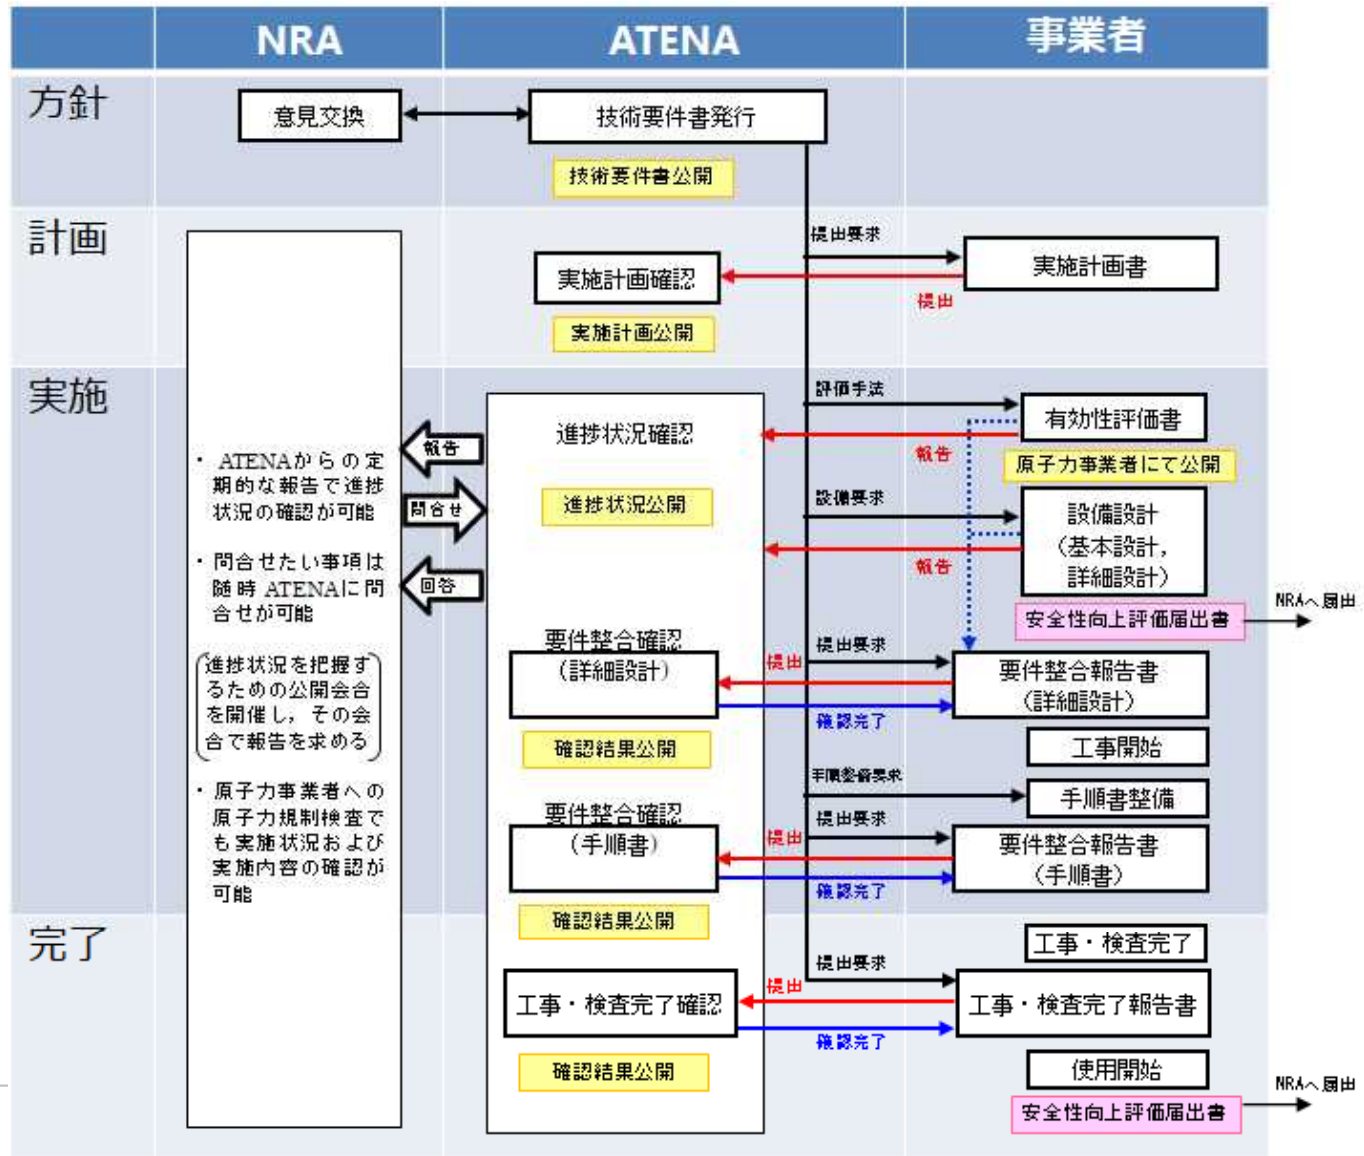 NRA
ATENA
事業者
方針
意見交換
技術要件書発行
技術要件書公開
計画
提出要求
実施計画書
実施計画確認
提出
実施計画公開
実施
評価手法
有効性評価書
進捗状況確認
報告
報告
原子力事業者にて公開
・ ATENAからの定
期的な報告で進捗
状況の確認が可能
進捗状況公開
設備要求
問合せ
設備設計
(基本設計,
詳細設計)
報告
・ 問合せたい事項は
随時 ATENAに問
合せが可能
回答
安全性向上評価届出書
NRAへ届出
要件整合確認
(詳細設計)
提出要求
提出
要件整合報告書
(詳細設計)
進捗状況を把握す
るための公開会合
を開催し, その会
合で報告を求める
確認完了
確認結果公開
工事開始
・ 原子力事業者への
原子力規制検査で
も実施状況および
実施内容の確認が
可能
手順整備要求
手順書整備
要件整合確認
(手順書)
提出要求
提出
要件整合報告書
(手順書)
確認完了
確認結果公開
完了
工事・検査完了
提出要求
提出
工事・検査完了確認
工事・検査完了報告書
確認完了
確認結果公開
使用開始
安全性向上評価届出書
NRAへ届出